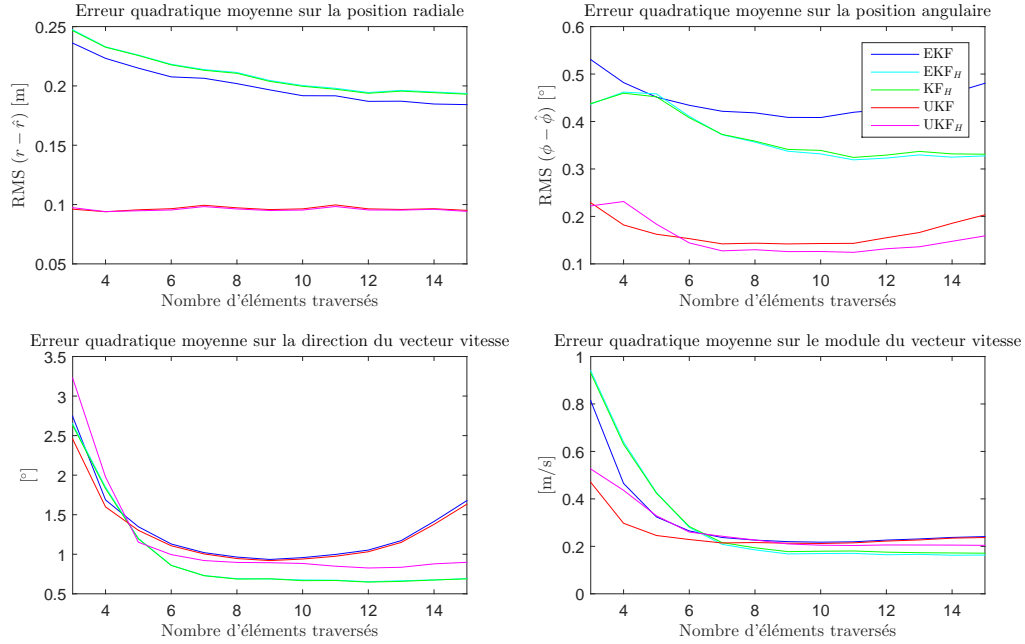 Erreur quadratique moyenne sur la position radiale
0.25
0.2
0.15
0.1
0.05
RMS (r − r̂) [m]
4 6 8 10 12 14
Nombre d'éléments traversés
Erreur quadratique moyenne sur la position angulaire
0.6
0.5
0.4
0.3
0.2
0.1
RMS (ϕ − ϕ̂) [°]
EKF
EKF_H
KF_H
UKF
UKF_H
4 6 8 10 12 14
Nombre d'éléments traversés
Erreur quadratique moyenne sur la direction du vecteur vitesse
3.5
3
2.5
2
1.5
1
0.5
[°]
4 6 8 10 12 14
Nombre d'éléments traversés
Erreur quadratique moyenne sur le module du vecteur vitesse
1
0.8
0.6
0.4
0.2
0
[m/s]
4 6 8 10 12 14
Nombre d'éléments traversés